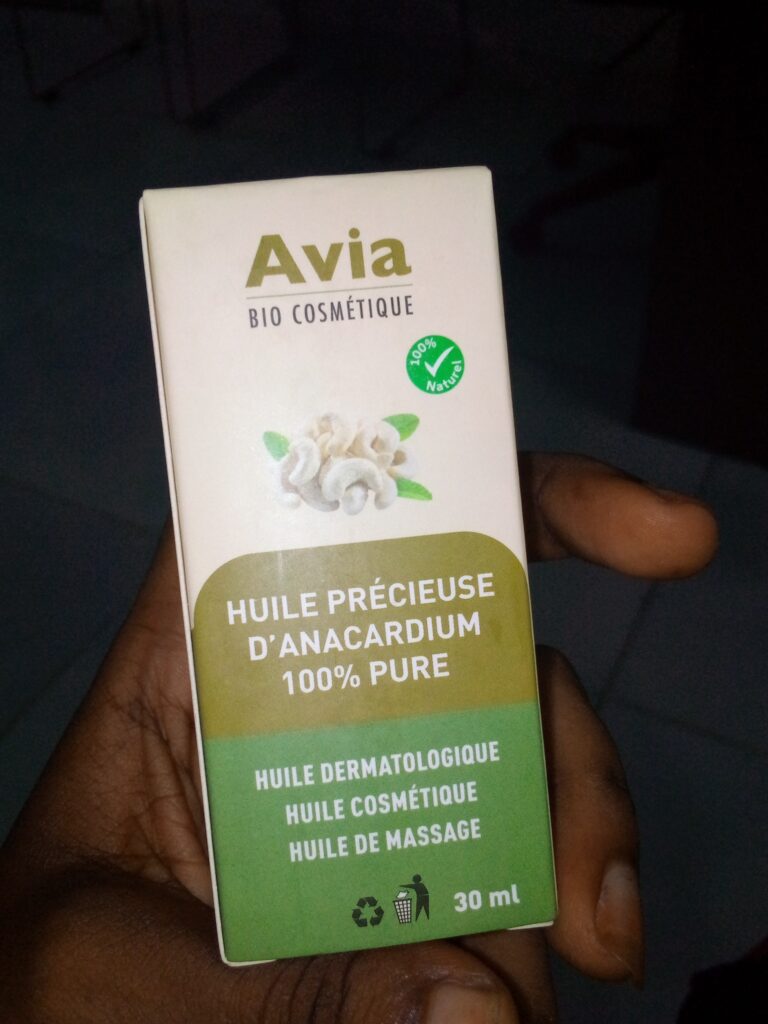 Avia
BIO COSMÉTIQUE
100%
Naturel
HUILE PRÉCIEUSE
D'ANACARDIUM
100% PURE
HUILE DERMATOLOGIQUE
HUILE COSMÉTIQUE
HUILE DE MASSAGE
30 ml